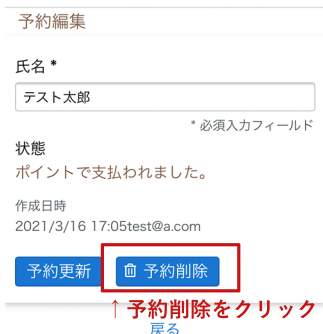 予約編集
氏名 *
テスト太郎
* 必須入力フィールド
状態
ポイントで支払われました。
作成日時
2021/3/16 17:05test@a.com
予約更新 予約削除
↑予約削除をクリック
戻る